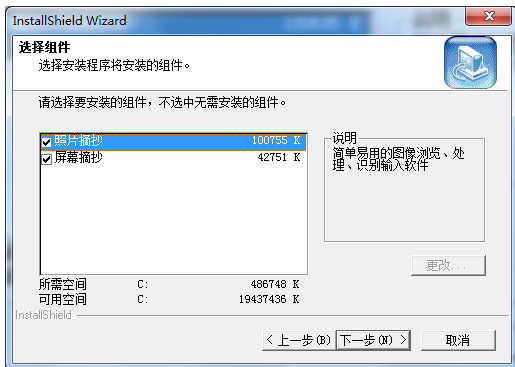 InstallShield Wizard
选择组件
选择安装程序将安装的组件。
请选择要安装的组件，不选中无需安装的组件。
照片摘抄 100755 K
屏幕摘抄 42751 K
说明
简单易用的图像浏览、处
理、识别输入软件
更改...
所需空间 C: 486748 K
可用空间 C: 19437436 K
InstallShield
< 上一步(B) 下一步(N) > 取消